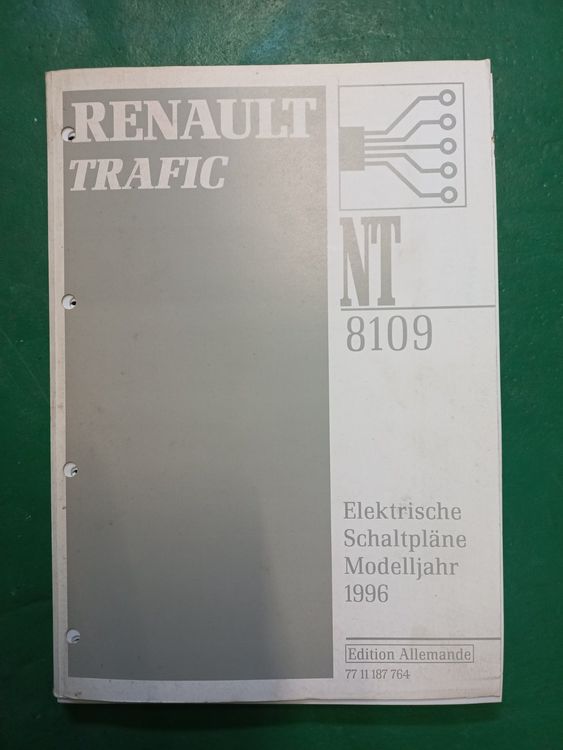 RENAULT
TRAFIC
NT
8109
Elektrische
Schaltpläne
Modelljahr
1996
Edition Allemande
77 11 187 764